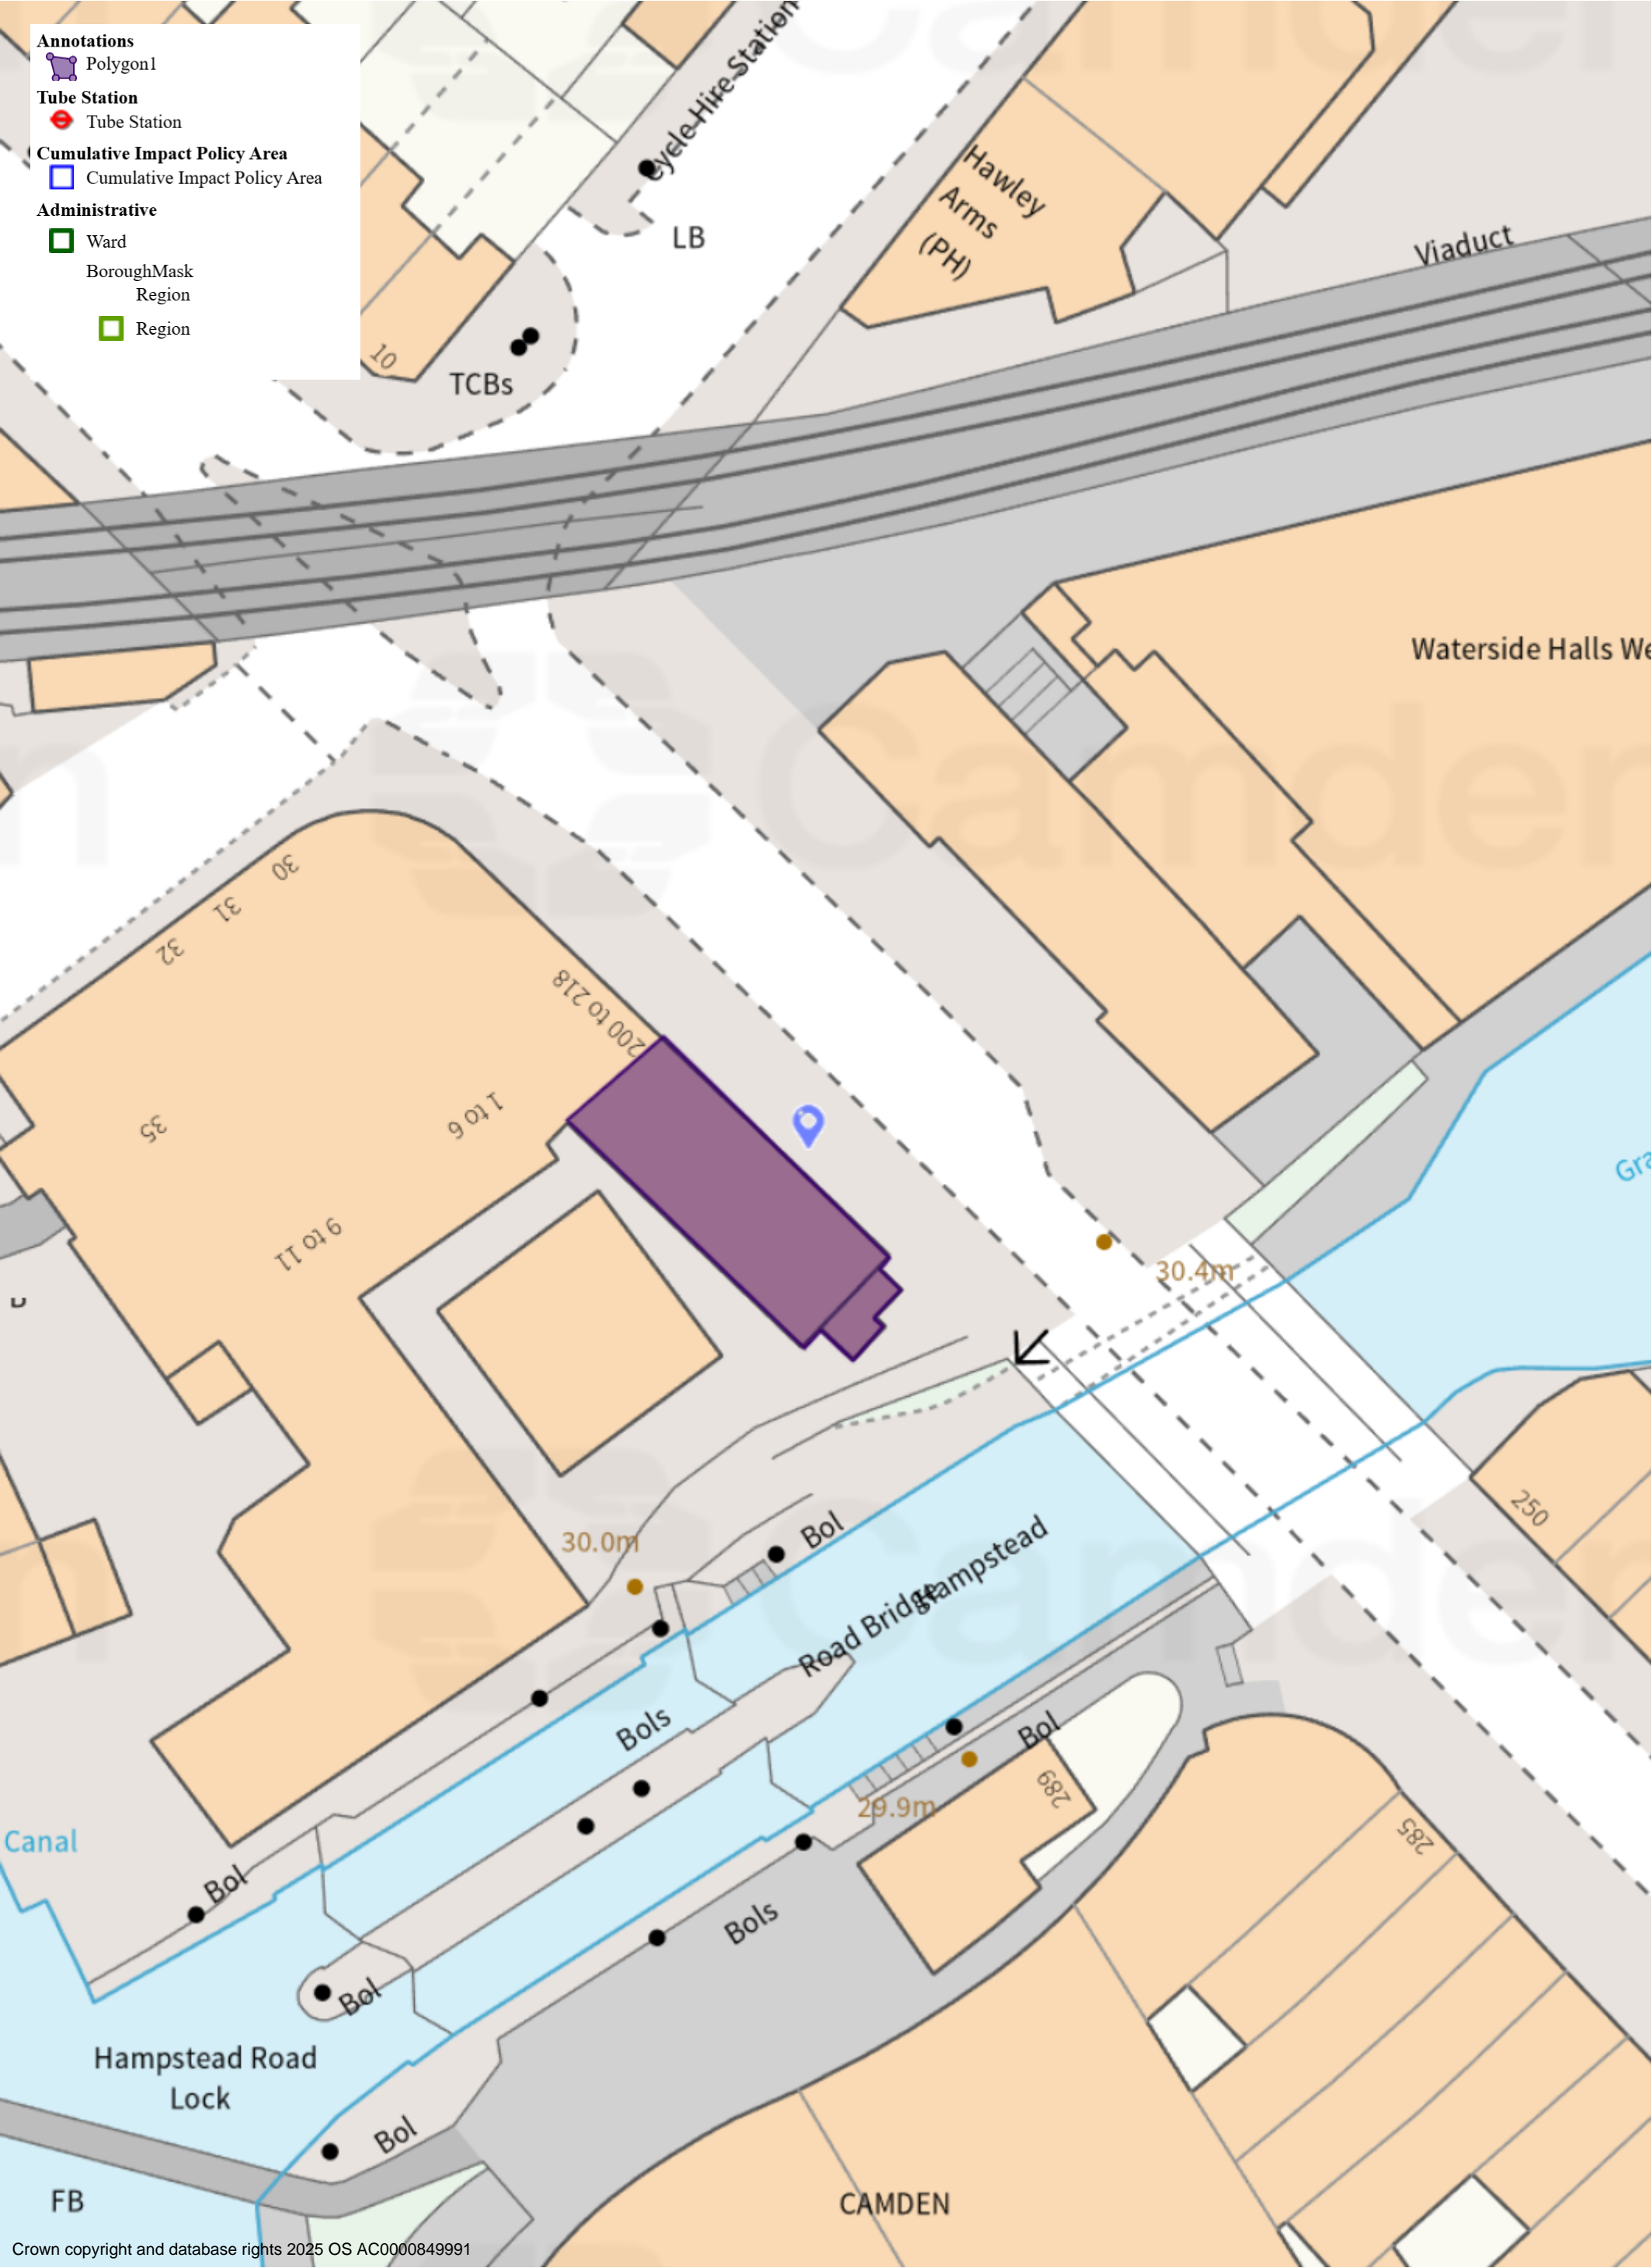 Annotations
Polygon1
Tube Station
Tube Station
Cumulative Impact Policy Area
Cumulative Impact Policy Area
Administrative
Ward
BoroughMask
Region
Region
Cycle Hire Station
LB
Hawley
Arms
(PH)
Viaduct
10
TCBs
Waterside Halls We
30
31
32
200 to 218
1 to 6
35
9 to 11
30.4m
Gra
250
30.0m
Bol
Hampstead
Road Bridge
Bols
Bol
289
29.9m
285
Canal
Bol
Bols
Bol
Hampstead Road
Lock
Bol
FB
CAMDEN
Crown copyright and database rights 2025 OS AC0000849991
Camden
Camden
Camden